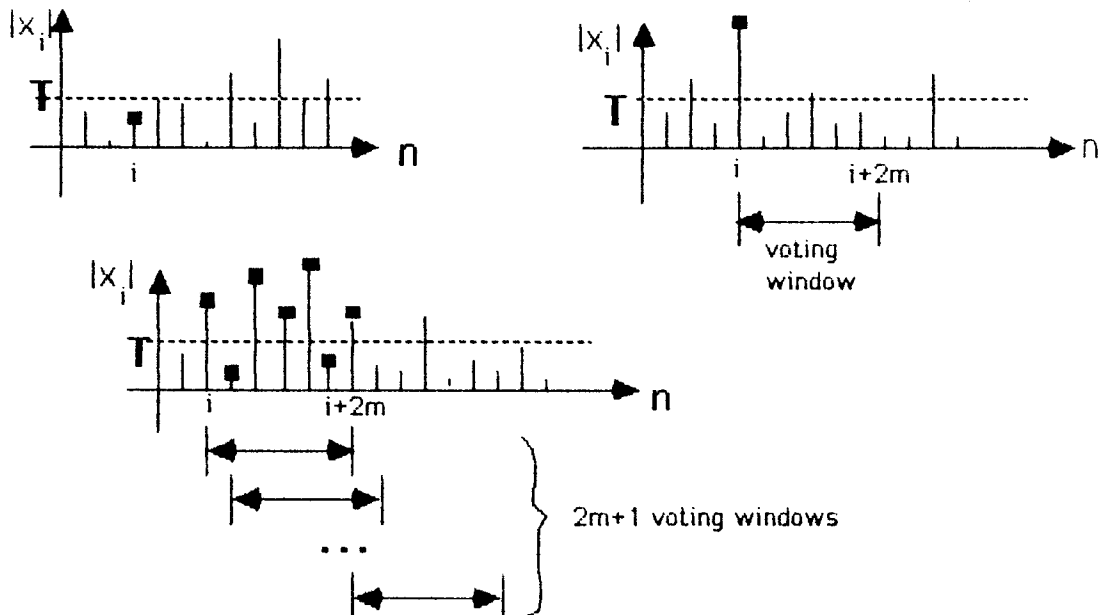 |x_i|
T
i
n
|x_i|
T
i
i+2m
n
voting
window
|x_i|
T
i
i+2m
n
2m+1 voting windows
...